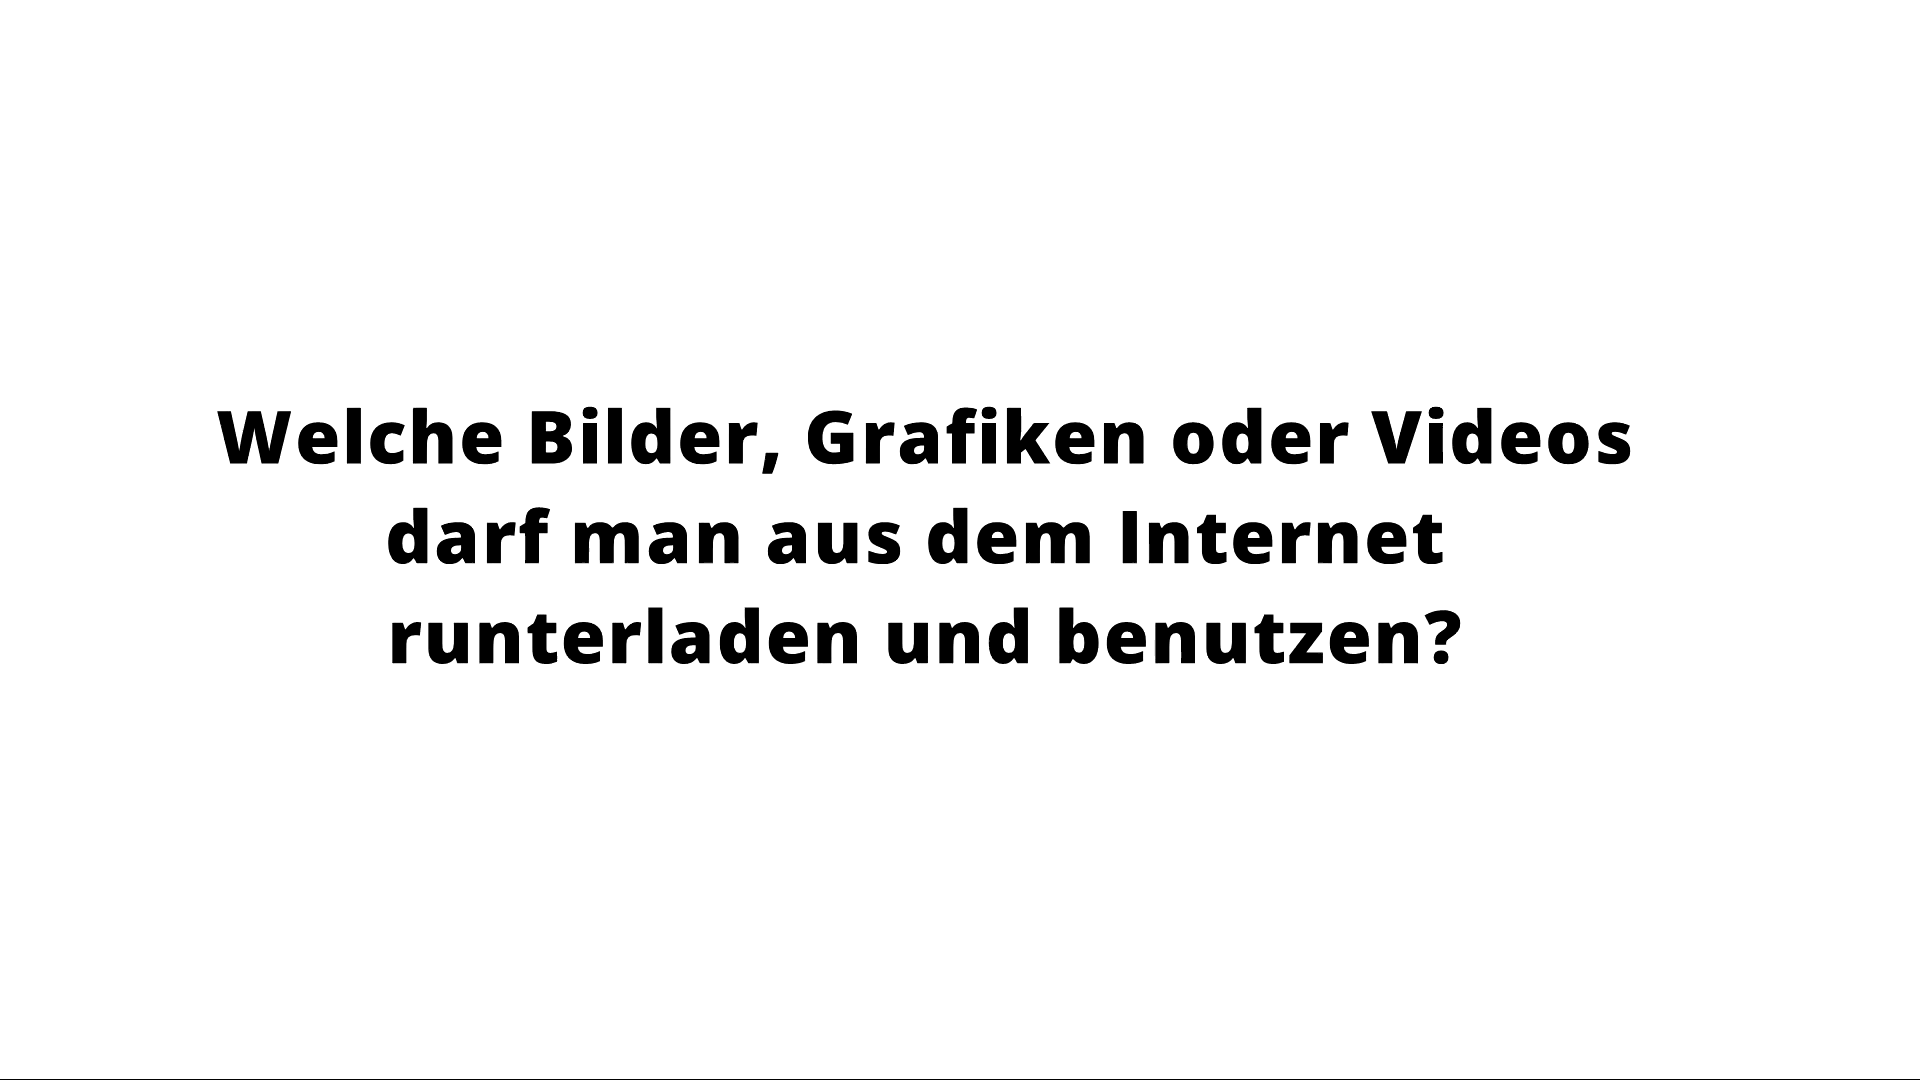 Welche Bilder, Grafiken oder Videos
darf man aus dem Internet
runterladen und benutzen?